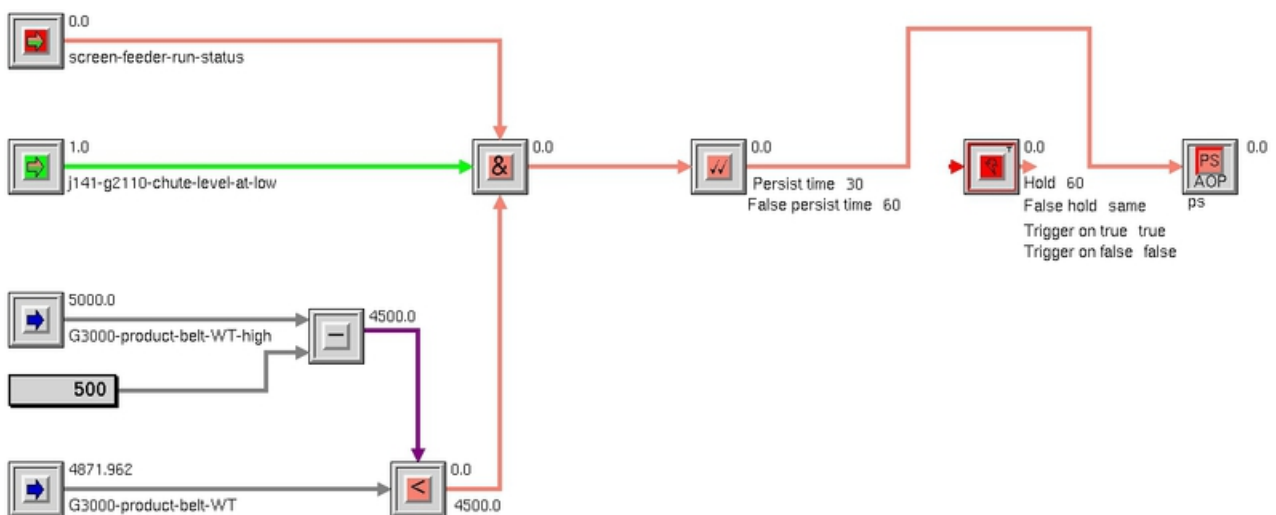 0.0
screen-feeder-run-status
1.0
j141-g2110-chute-level-at-low
&
0.0
0.0
Persist time 30
False persist time 60
T
0.0
Hold 60
False hold same
Trigger on true true
Trigger on false false
PS
AOP
ps
0.0
5000.0
G3000-product-belt-WT-high
500
−
4500.0
4871.962
G3000-product-belt-WT
<
0.0
4500.0